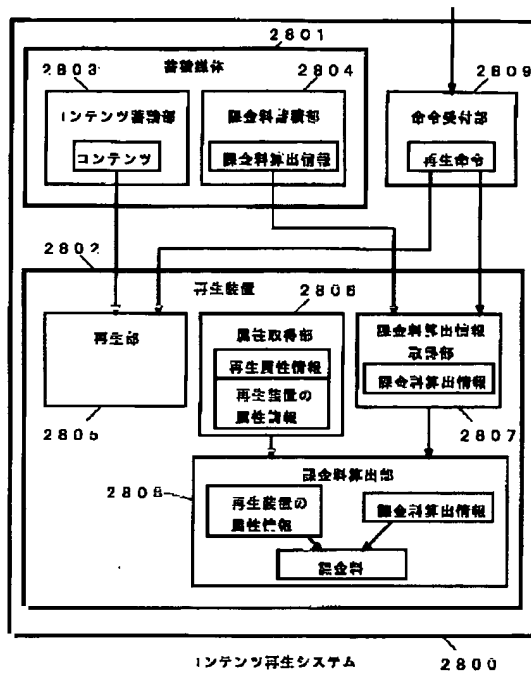 2801
蓄積媒体
2803
2804
2809
コンテンツ蓄積部
課金料蓄積部
命令受付部
コンテンツ
課金料算出情報
再生命令
2802
再生装置
2806
再生部
属性取得部
課金料算出情報
取得部
再生属性情報
課金料算出情報
再生装置の
属性情報
2805
2807
課金料算出部
2808
再生装置の
属性情報
課金料算出情報
課金料
コンテンツ再生システム
2800